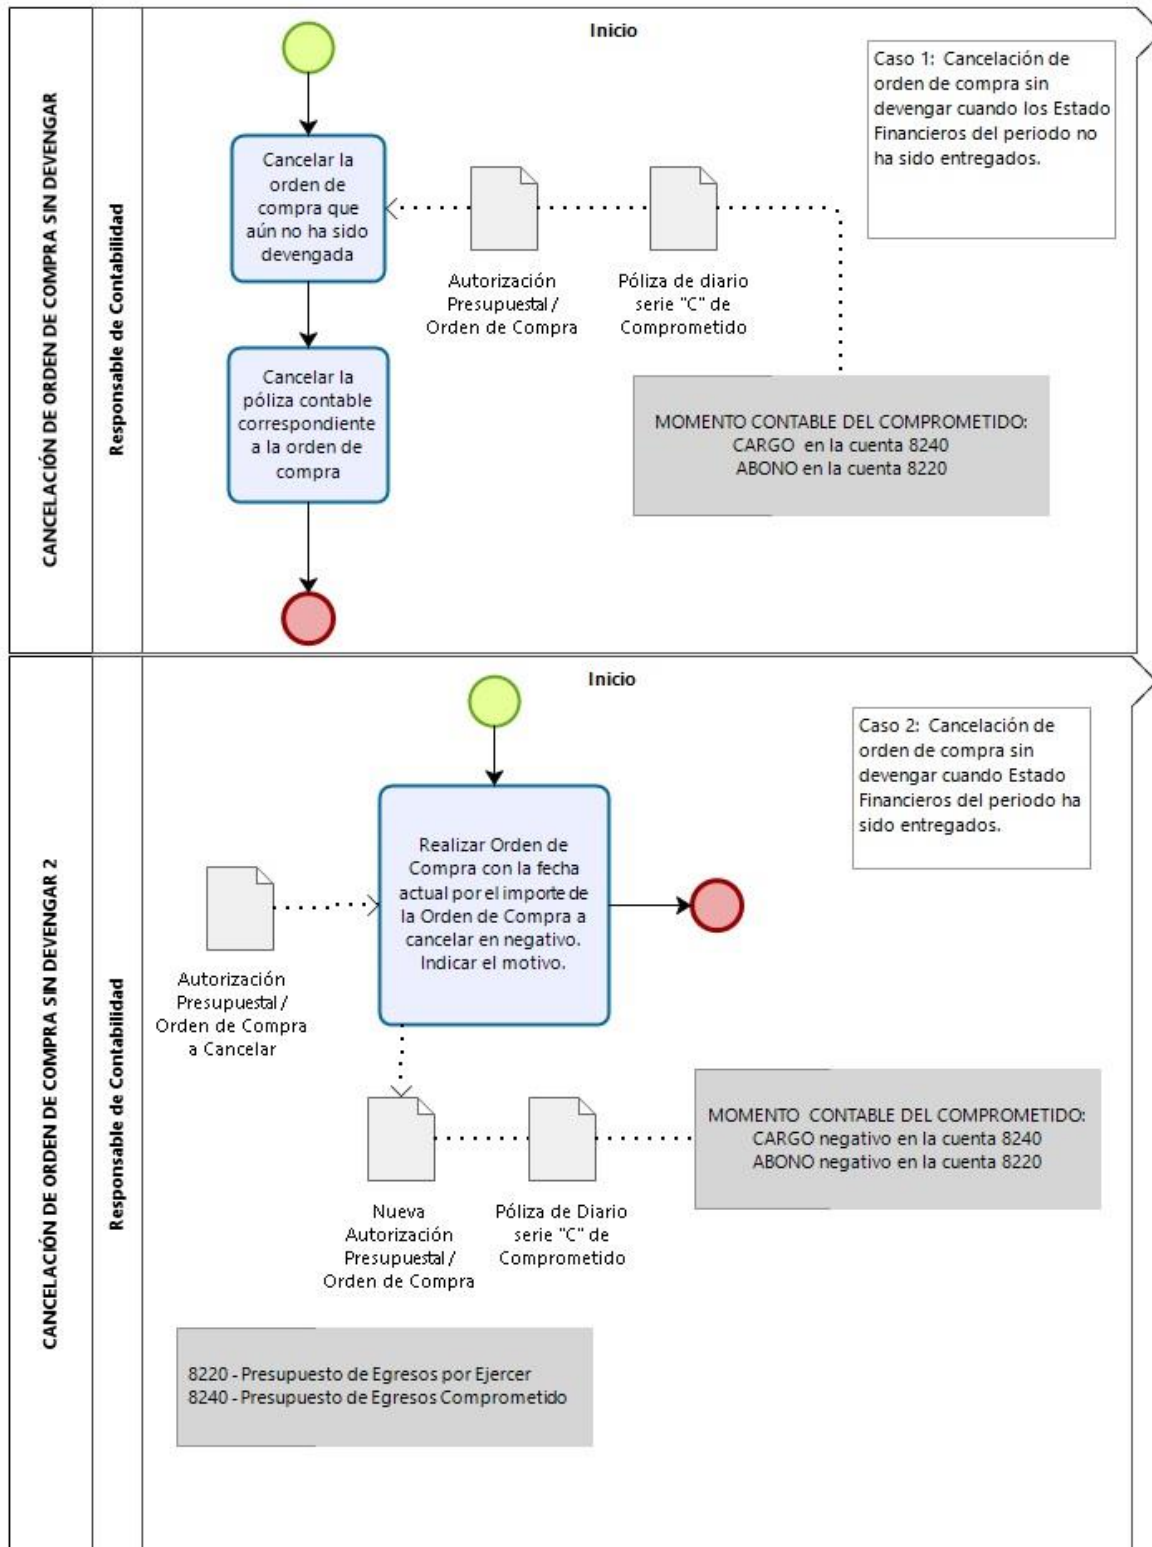 CANCELACIÓN DE ORDEN DE COMPRA SIN DEVENGAR
Responsable de Contabilidad
Inicio
Caso 1:  Cancelación de
orden de compra sin
devengar cuando los Estado
Financieros del periodo no
ha sido entregados.
Cancelar la
orden de
compra que
aún no ha sido
devengada
Autorización
Presupuestal /
Orden de Compra
Póliza de diario
serie "C" de
Comprometido
Cancelar la
póliza contable
correspondiente
a la orden de
compra
MOMENTO CONTABLE DEL COMPROMETIDO:
CARGO  en la cuenta 8240
ABONO en la cuenta 8220
CANCELACIÓN DE ORDEN DE COMPRA SIN DEVENGAR 2
Responsable de Contabilidad
Inicio
Caso 2:  Cancelación de
orden de compra sin
devengar cuando Estado
Financieros del periodo ha
sido entregados.
Realizar Orden de
Compra con la fecha
actual por el importe de
la Orden de Compra a
cancelar en negativo.
Indicar el motivo.
Autorización
Presupuestal /
Orden de Compra
a Cancelar
MOMENTO  CONTABLE DEL COMPROMETIDO:
CARGO negativo en la cuenta 8240
ABONO negativo en la cuenta 8220
Nueva
Autorización
Presupuestal /
Orden de Compra
Póliza de Diario
serie "C" de
Comprometido
8220 - Presupuesto de Egresos por Ejercer
8240 - Presupuesto de Egresos Comprometido